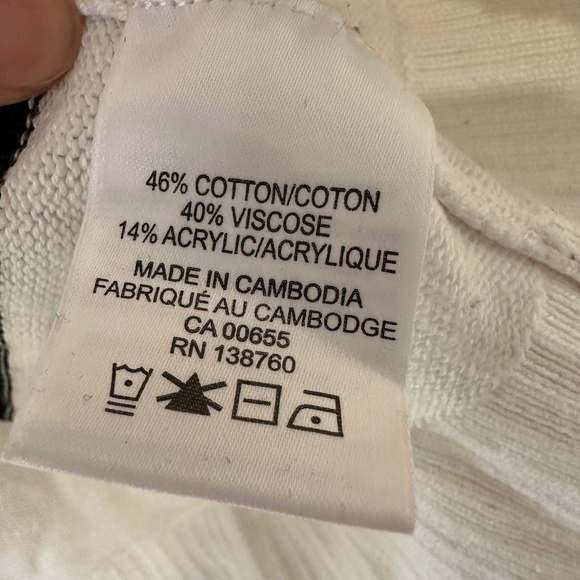 46% COTTON/COTON
40% VISCOSE
14% ACRYLIC/ACRYLIQUE
MADE IN CAMBODIA
FABRIQUÉ AU CAMBODGE
CA 00655
RN 138760